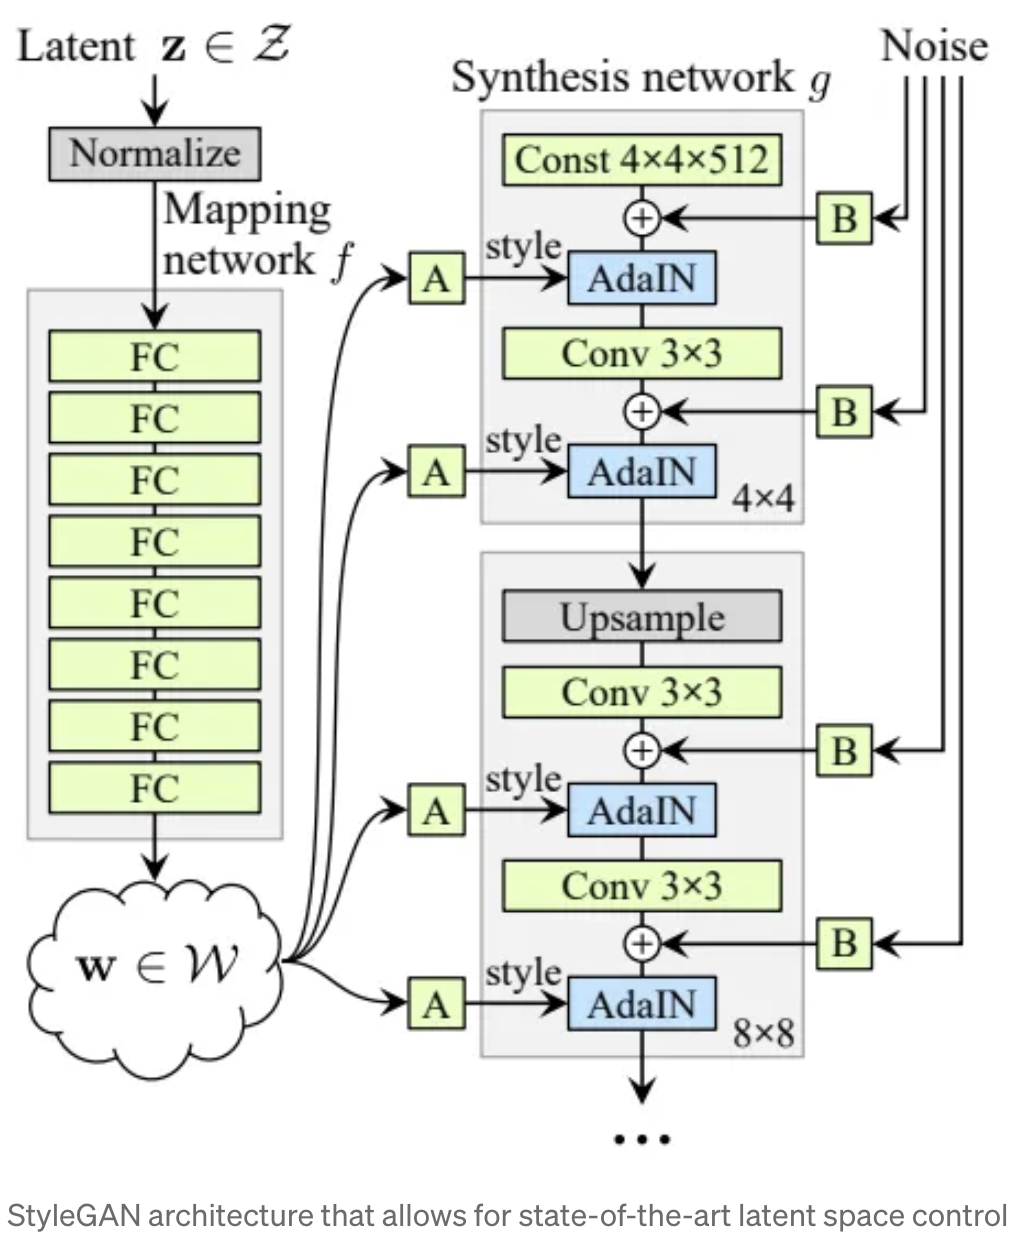 Latent z ∈ 𝒵
Normalize
Mapping
network f
FC
FC
FC
FC
FC
FC
FC
FC
w ∈ 𝒲
Synthesis network g
Noise
Const 4×4×512
+
B
A
style
AdaIN
Conv 3×3
+
B
A
style
AdaIN
4×4
Upsample
Conv 3×3
+
B
A
style
AdaIN
Conv 3×3
+
B
A
style
AdaIN
8×8
...
StyleGAN architecture that allows for state-of-the-art latent space control